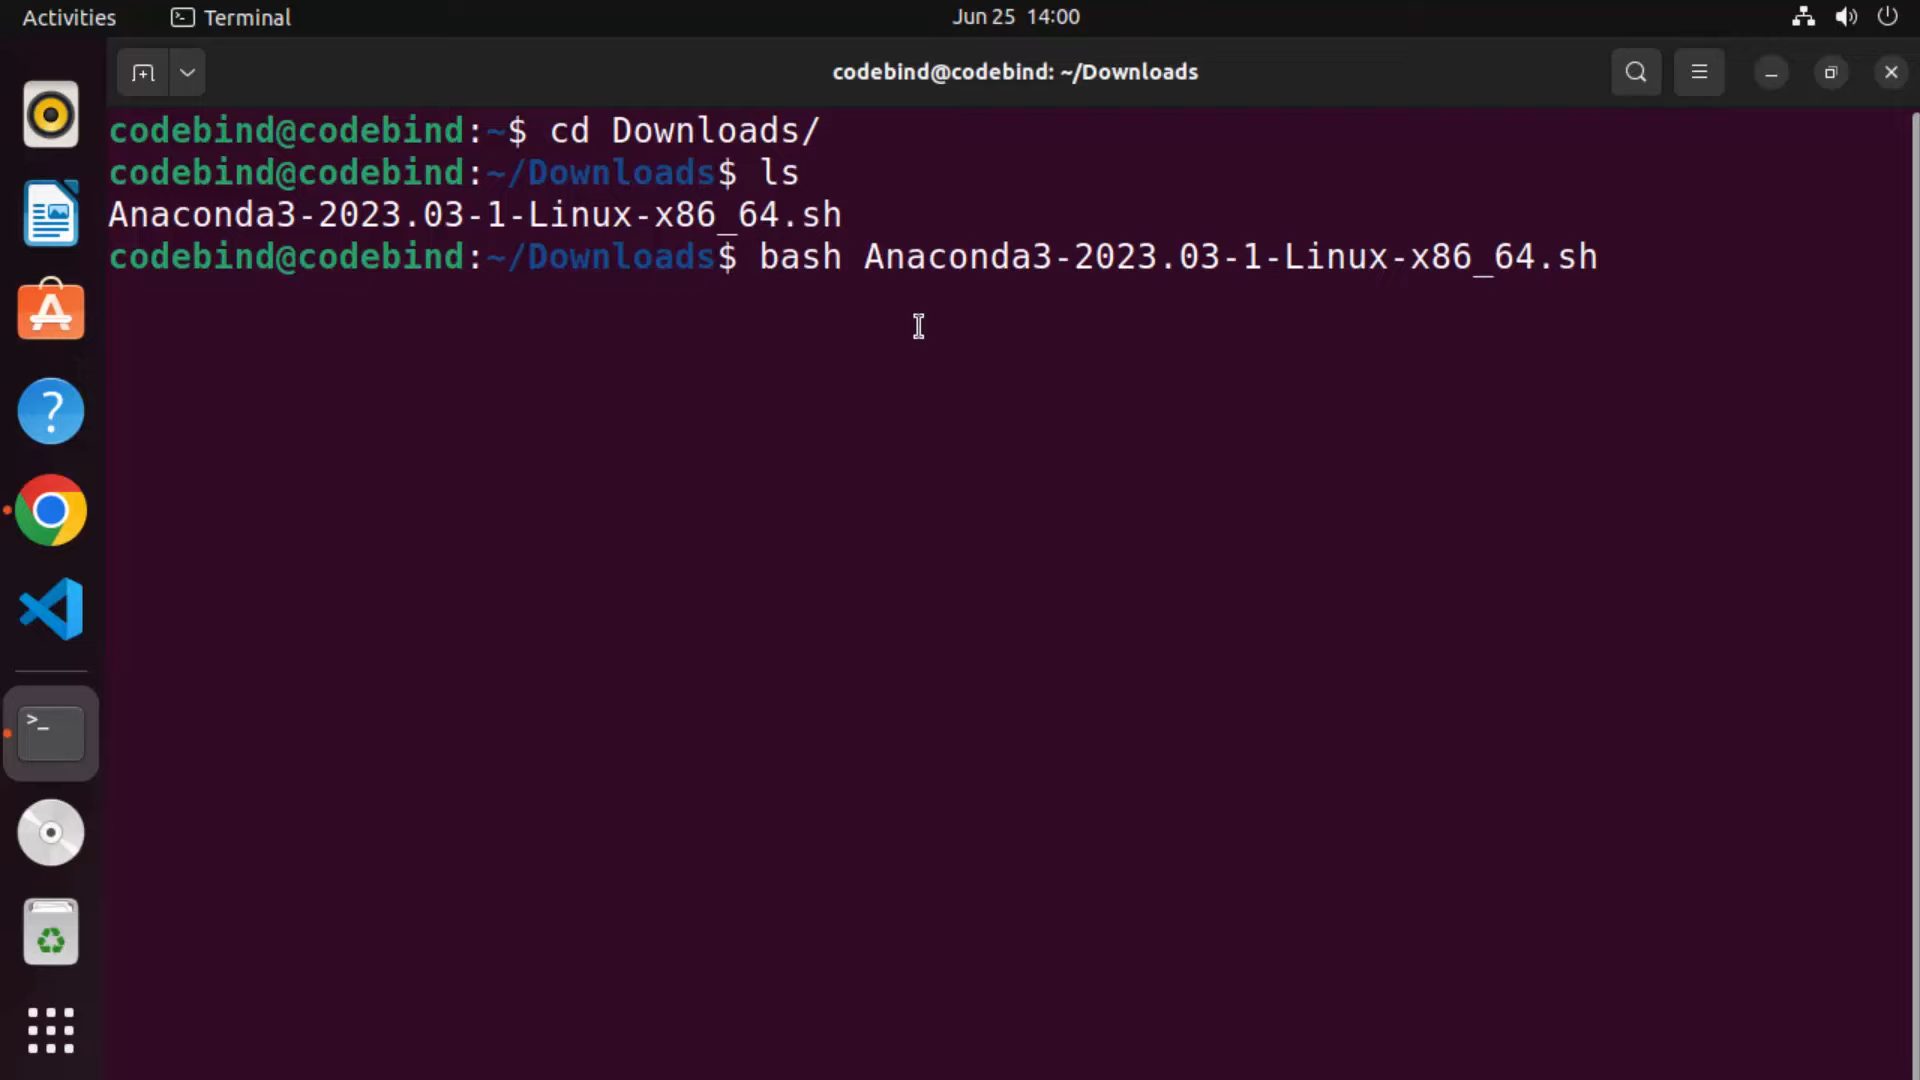 Activities Terminal Jun 25 14:00
codebind@codebind: ~/Downloads
codebind@codebind:~$ cd Downloads/
codebind@codebind:~/Downloads$ ls
Anaconda3-2023.03-1-Linux-x86_64.sh
codebind@codebind:~/Downloads$ bash Anaconda3-2023.03-1-Linux-x86_64.sh